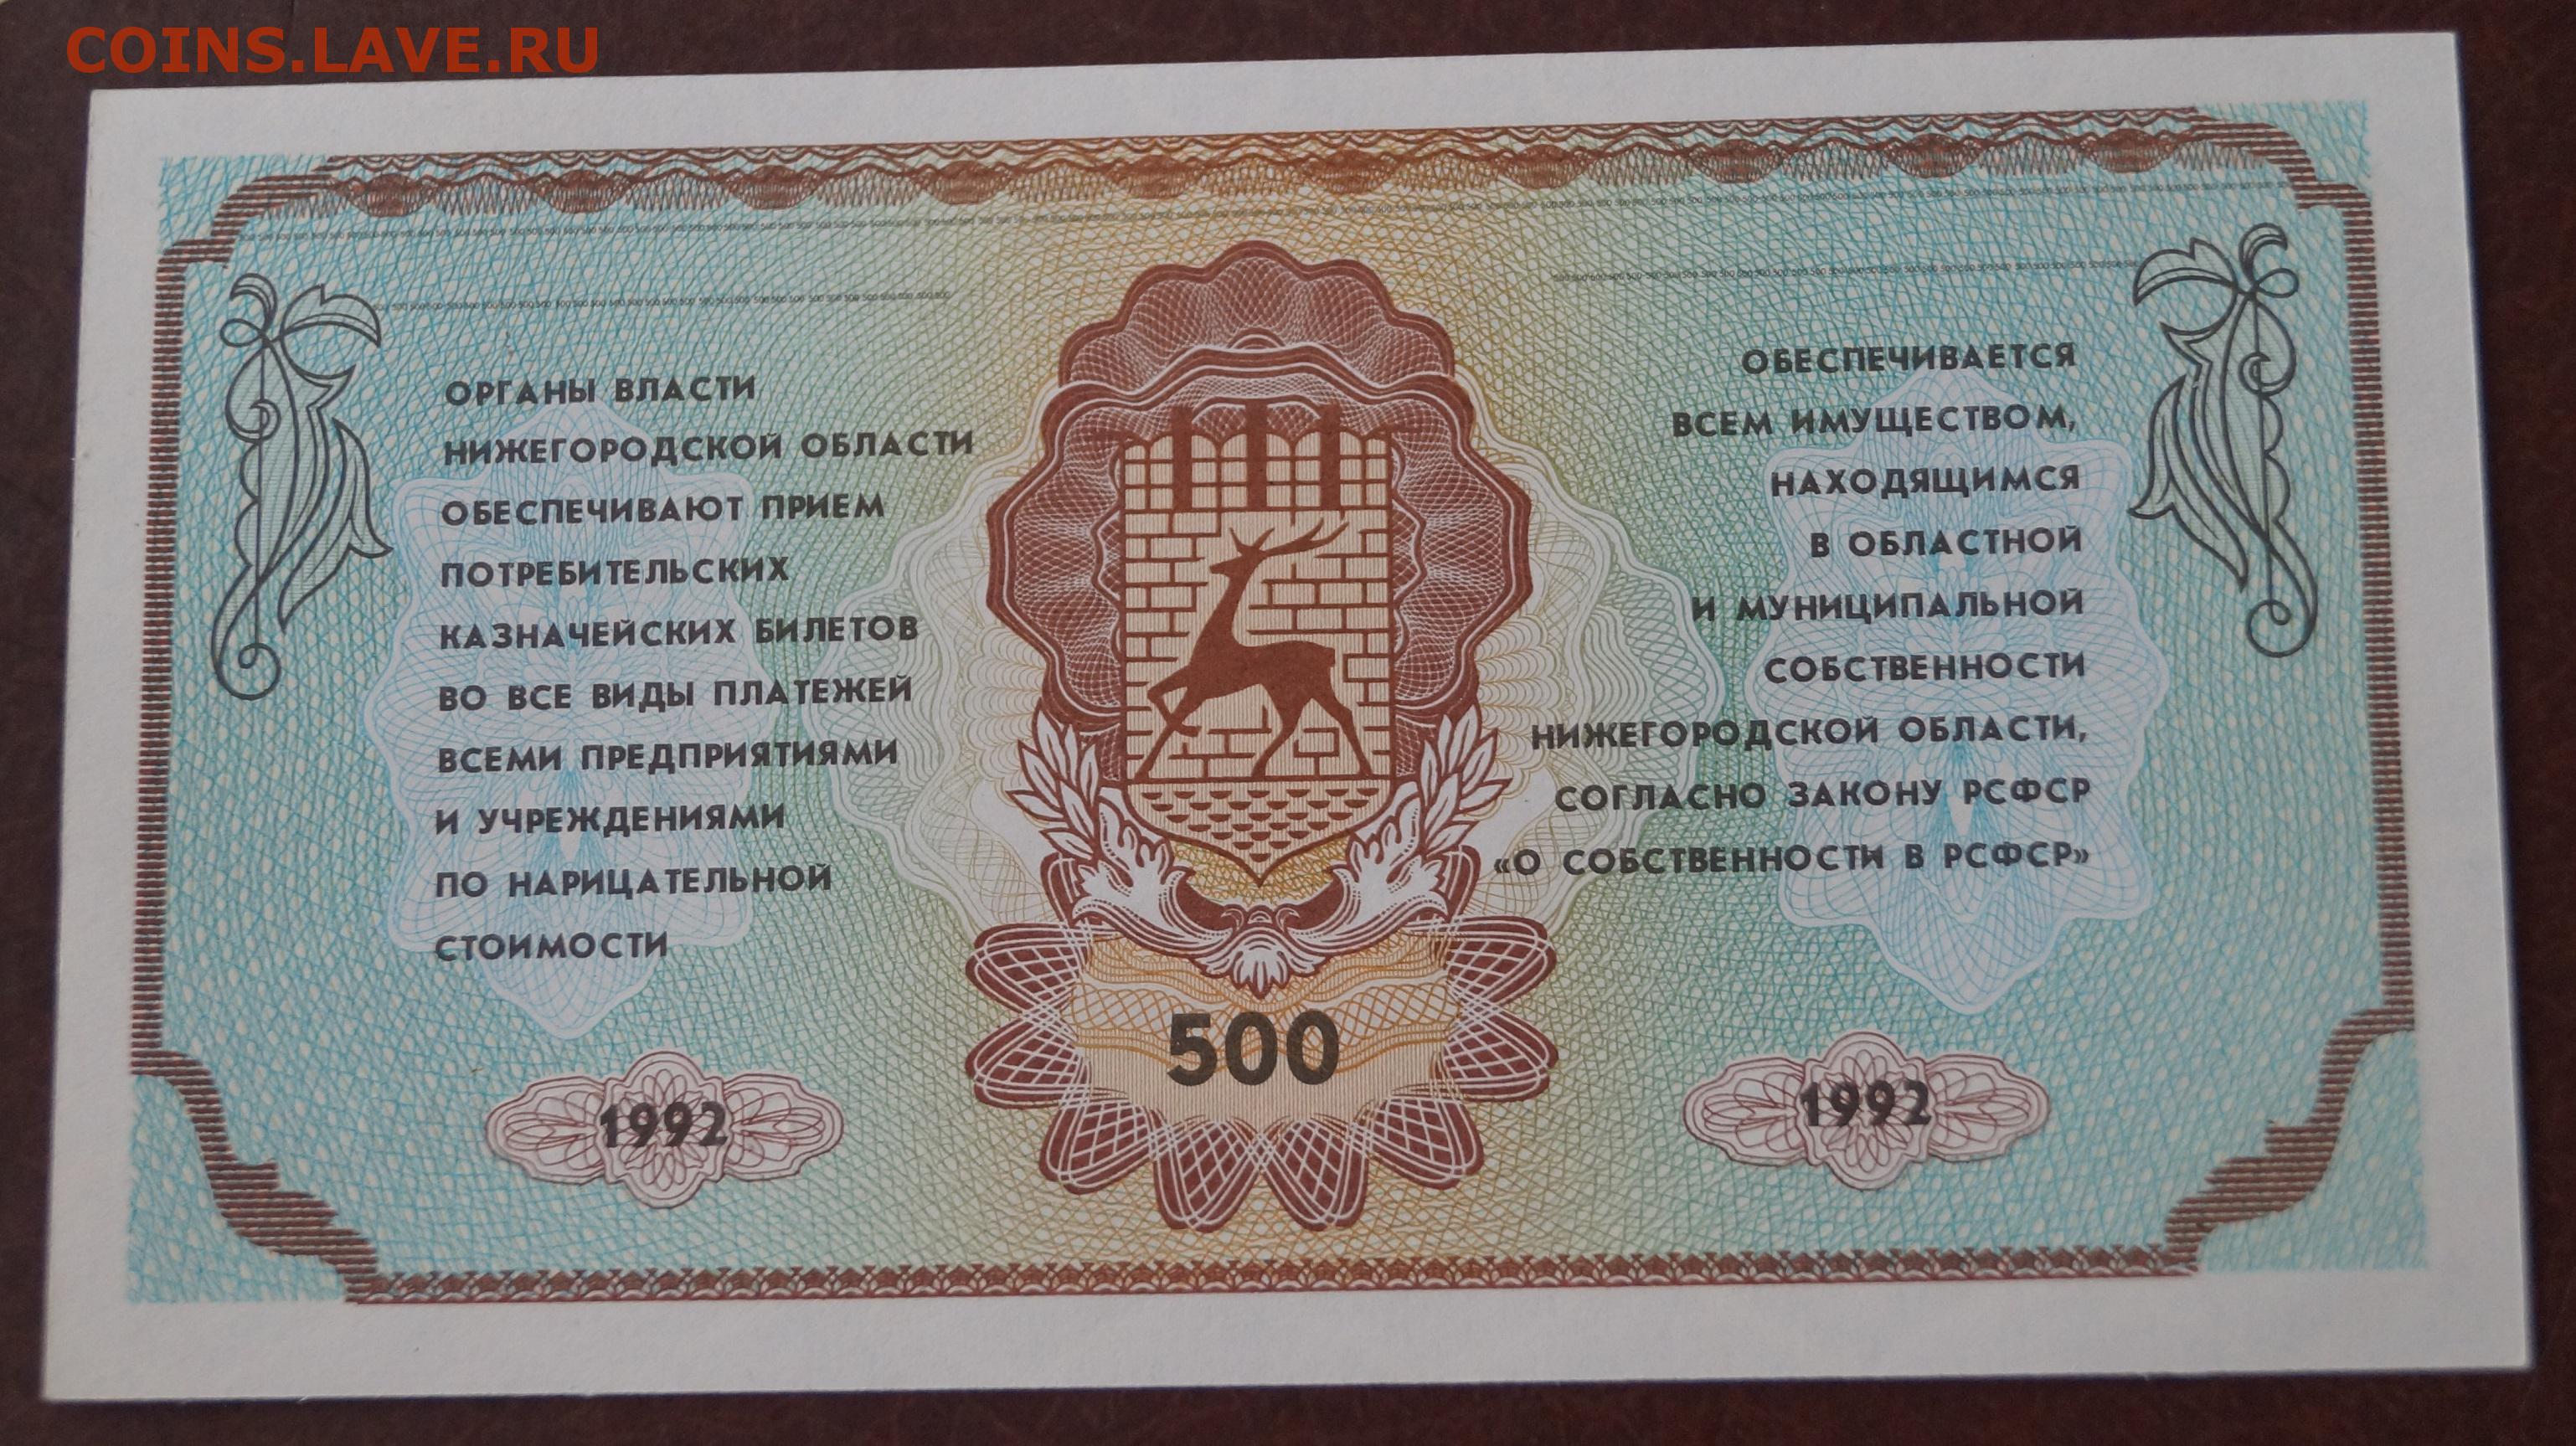 COINS.LAVE.RU
ОРГАНЫ ВЛАСТИ
НИЖЕГОРОДСКОЙ ОБЛАСТИ
ОБЕСПЕЧИВАЮТ ПРИЕМ
ПОТРЕБИТЕЛЬСКИХ
КАЗНАЧЕЙСКИХ БИЛЕТОВ
ВО ВСЕ ВИДЫ ПЛАТЕЖЕЙ
ВСЕМИ ПРЕДПРИЯТИЯМИ
И УЧРЕЖДЕНИЯМИ
ПО НАРИЦАТЕЛЬНОЙ
СТОИМОСТИ
ОБЕСПЕЧИВАЕТСЯ
ВСЕМ ИМУЩЕСТВОМ,
НАХОДЯЩИМСЯ
В ОБЛАСТНОЙ
И МУНИЦИПАЛЬНОЙ
СОБСТВЕННОСТИ
НИЖЕГОРОДСКОЙ ОБЛАСТИ,
СОГЛАСНО ЗАКОНУ РСФСР
«О СОБСТВЕННОСТИ В РСФСР»
500
1992
1992